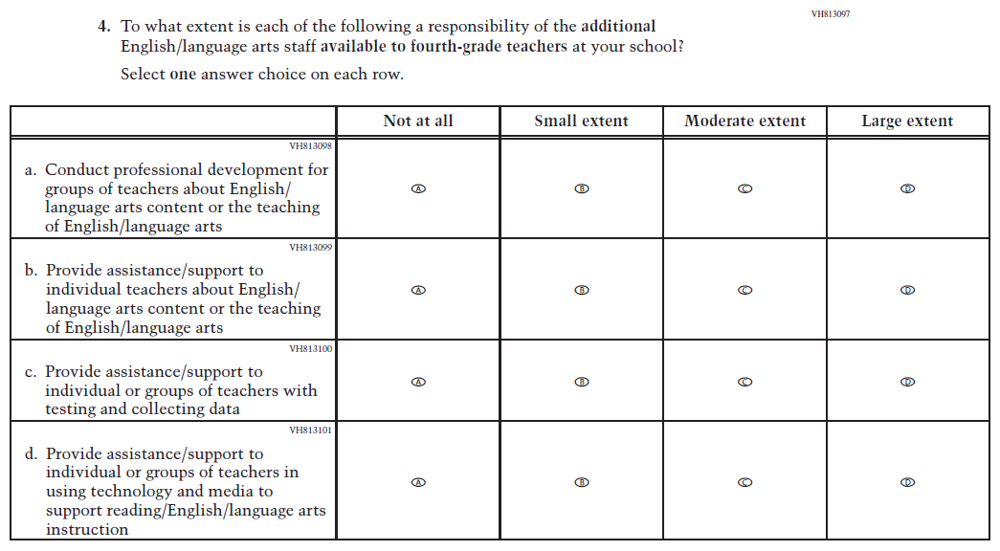 VH813097
4. To what extent is each of the following a responsibility of the additional
English/language arts staff available to fourth-grade teachers at your school?
Select one answer choice on each row.
Not at all Small extent Moderate extent Large extent
VH813098
a. Conduct professional development for
groups of teachers about English/
language arts content or the teaching
of English/language arts
A B C D
VH813099
b. Provide assistance/support to
individual teachers about English/
language arts content or the teaching
of English/language arts
A B C D
VH813100
c. Provide assistance/support to
individual or groups of teachers with
testing and collecting data
A B C D
VH813101
d. Provide assistance/support to
individual or groups of teachers in
using technology and media to
support reading/English/language arts
instruction
A B C D